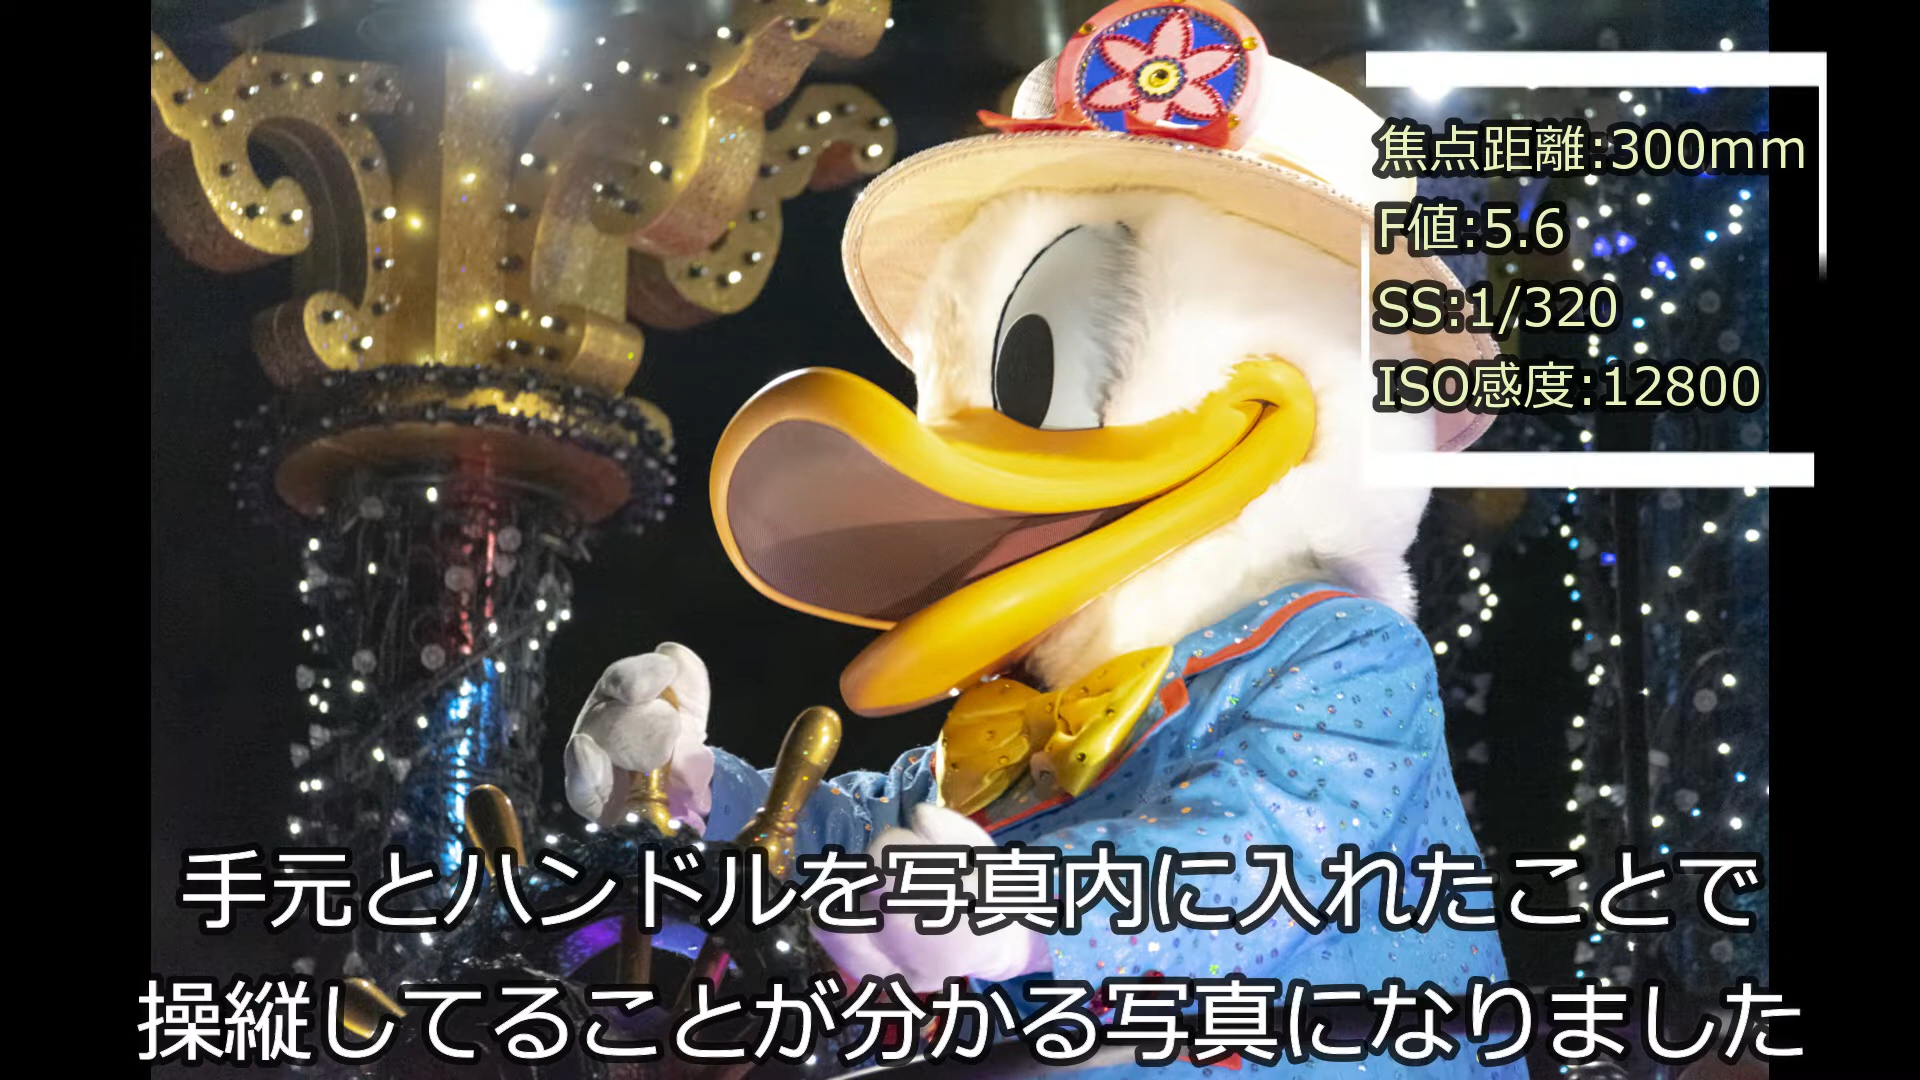 焦点距離:300mm
F値:5.6
SS:1/320
ISO感度:12800
手元とハンドルを写真内に入れたことで
操縦してることが分かる写真になりました